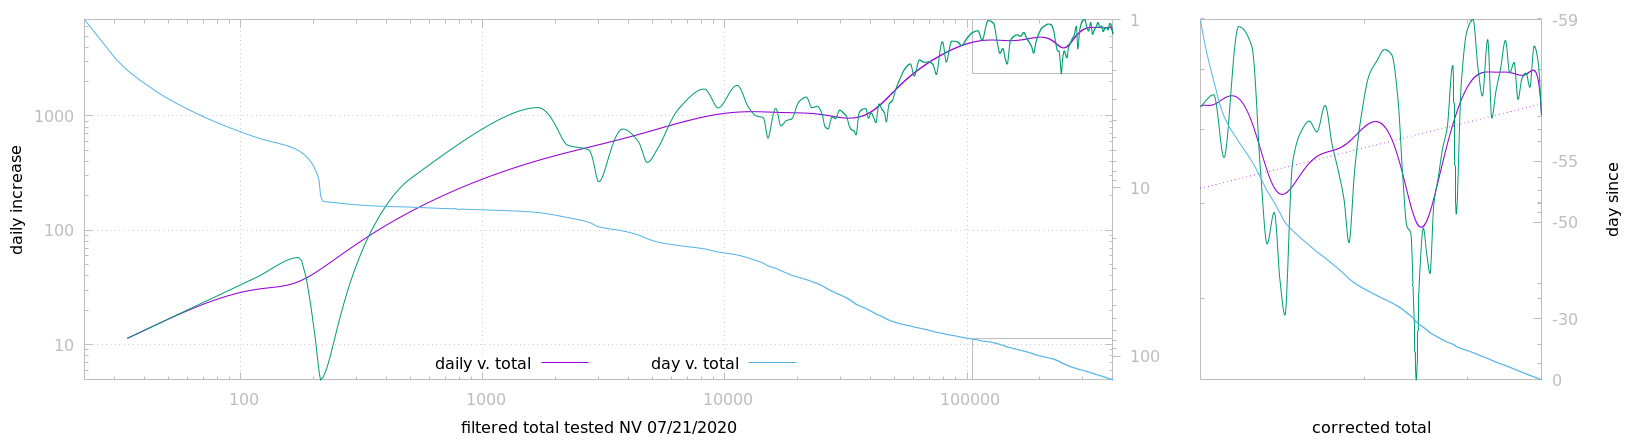 1
-59
1000
daily increase
10
-55
day since
100
-50
10
daily v. total
day v. total
100
-30
0
100
1000
10000
100000
filtered total tested NV 07/21/2020
corrected total